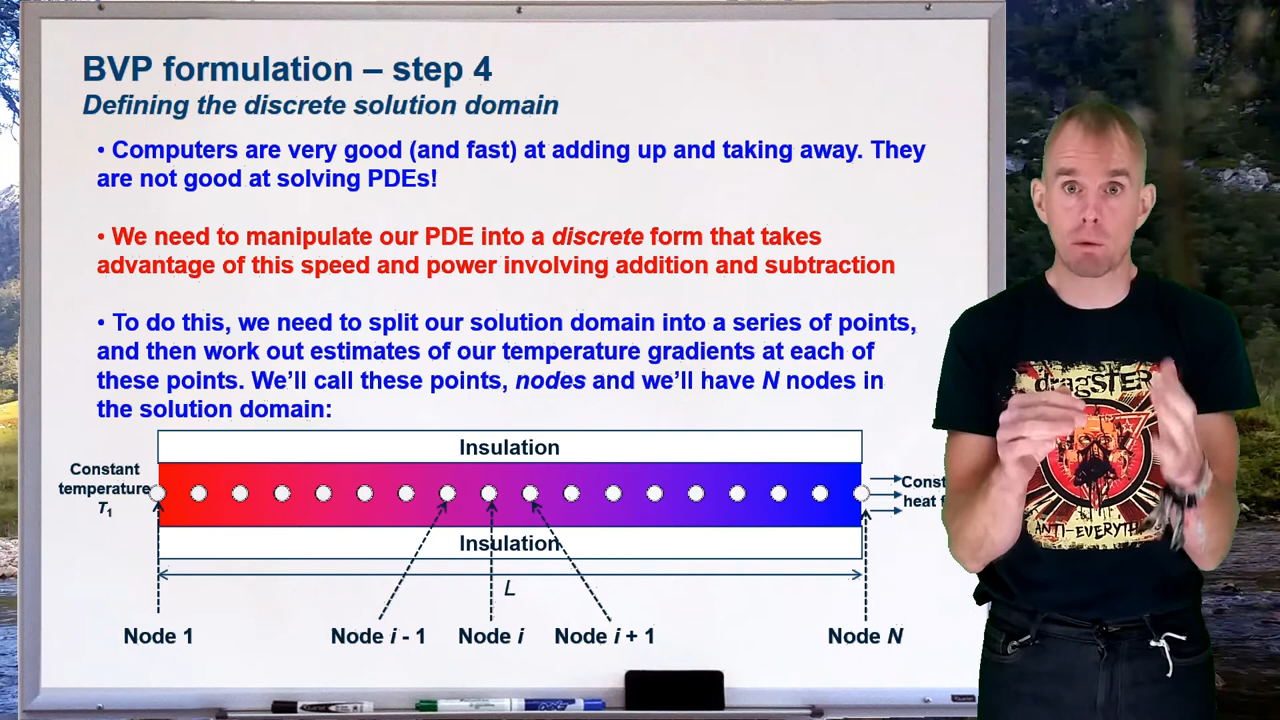 BVP formulation – step 4
Defining the discrete solution domain
• Computers are very good (and fast) at adding up and taking away. They
are not good at solving PDEs!
• We need to manipulate our PDE into a discrete form that takes
advantage of this speed and power involving addition and subtraction
• To do this, we need to split our solution domain into a series of points,
and then work out estimates of our temperature gradients at each of
these points. We’ll call these points, nodes and we’ll have N nodes in
the solution domain:
Insulation
Constant
temperature
T1
heat
Insulation
L
Node 1
Node i - 1
Node i
Node i + 1
Node N
dragster
ANTI-EVERYTH